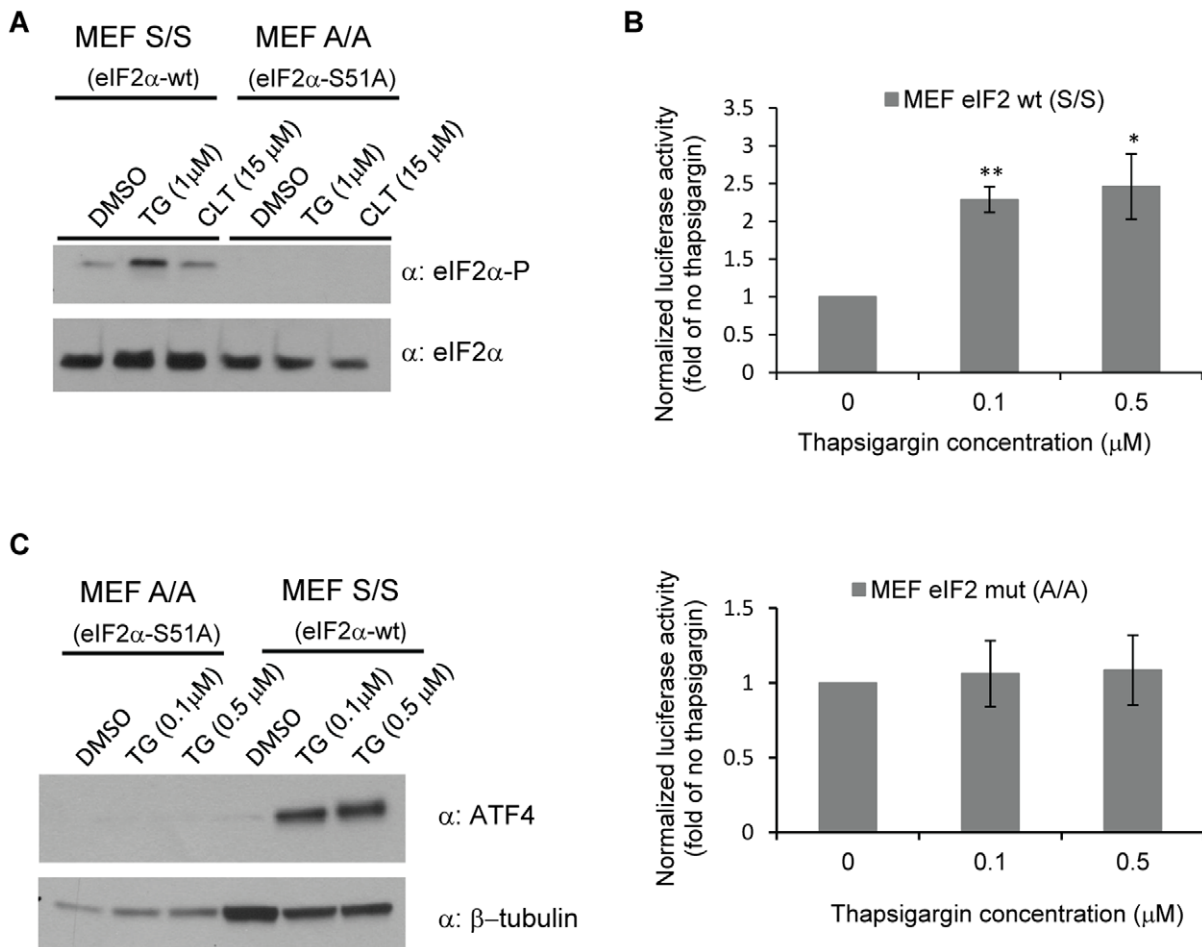 A
MEF S/S
(eIF2α-wt)
MEF A/A
(eIF2α-S51A)
DMSO
TG (1μM)
CLT (15 μM)
DMSO
TG (1μM)
CLT (15 μM)
α: eIF2α-P
α: eIF2α
B
Normalized luciferase activity
(fold of no thapsigargin)
MEF eIF2 wt (S/S)
3.5
3
2.5
2
1.5
1
0.5
0
**
*
0
0.1
0.5
Thapsigargin concentration (μM)
C
MEF A/A
(eIF2α-S51A)
MEF S/S
(eIF2α-wt)
DMSO
TG (0.1μM)
TG (0.5 μM)
DMSO
TG (0.1μM)
TG (0.5 μM)
α: ATF4
α: β–tubulin
Normalized luciferase activity
(fold of no thapsigargin)
MEF eIF2 mut (A/A)
1.5
1
0.5
0
0
0.1
0.5
Thapsigargin concentration (μM)